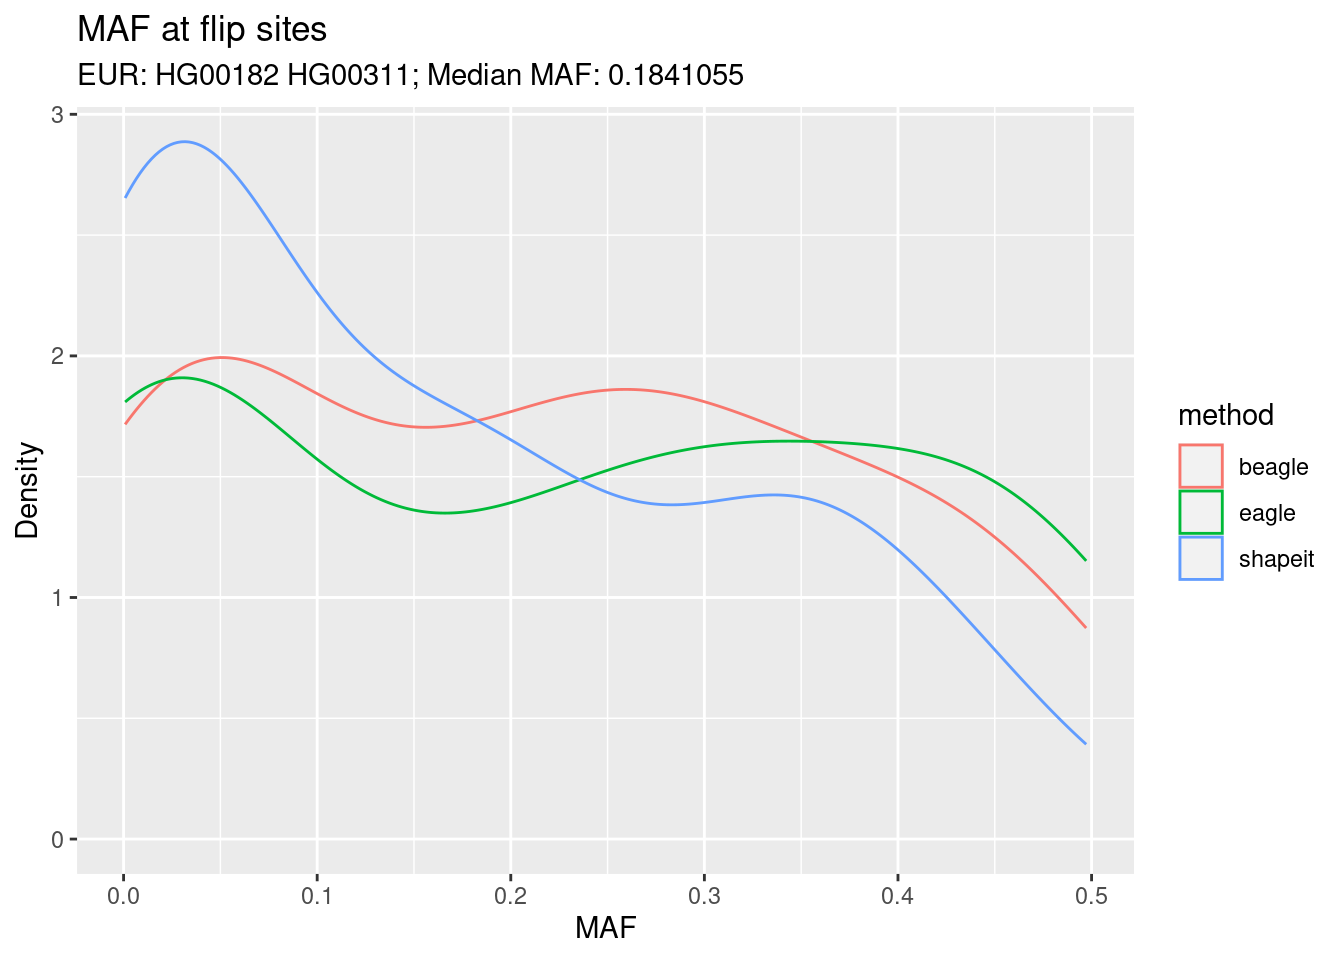 MAF at flip sites
EUR: HG00182 HG00311; Median MAF: 0.1841055
3
2
1
0
Density
0.0 0.1 0.2 0.3 0.4 0.5
MAF
method
beagle
eagle
shapeit